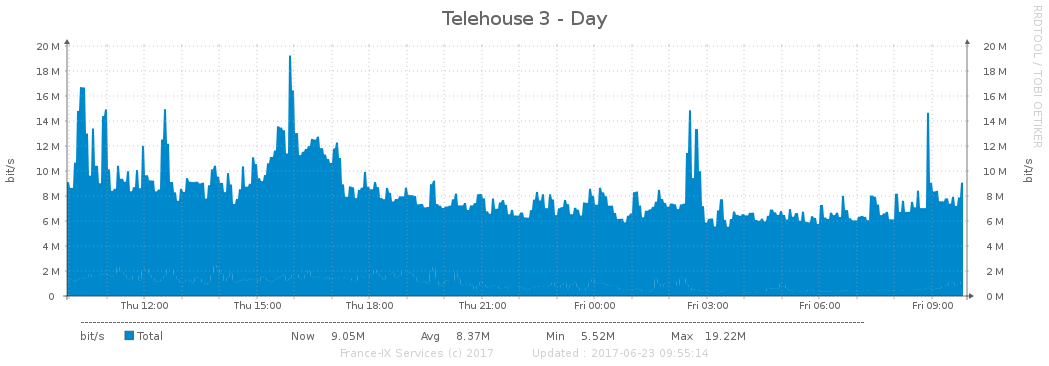 Telehouse 3 - Day
RRDTOOL / TOBI OETIKER
bit/s
20 M 20 M
18 M 18 M
16 M 16 M
14 M 14 M
12 M 12 M
10 M 10 M
8 M 8 M
6 M 6 M
4 M 4 M
2 M 2 M
0 0 M
bit/s
Thu 12:00 Thu 15:00 Thu 18:00 Thu 21:00 Fri 00:00 Fri 03:00 Fri 06:00 Fri 09:00
bit/s Total Now 9.05M Avg 8.37M Min 5.52M Max 19.22M
France-IX Services (c) 2017 Updated : 2017-06-23 09:55:14